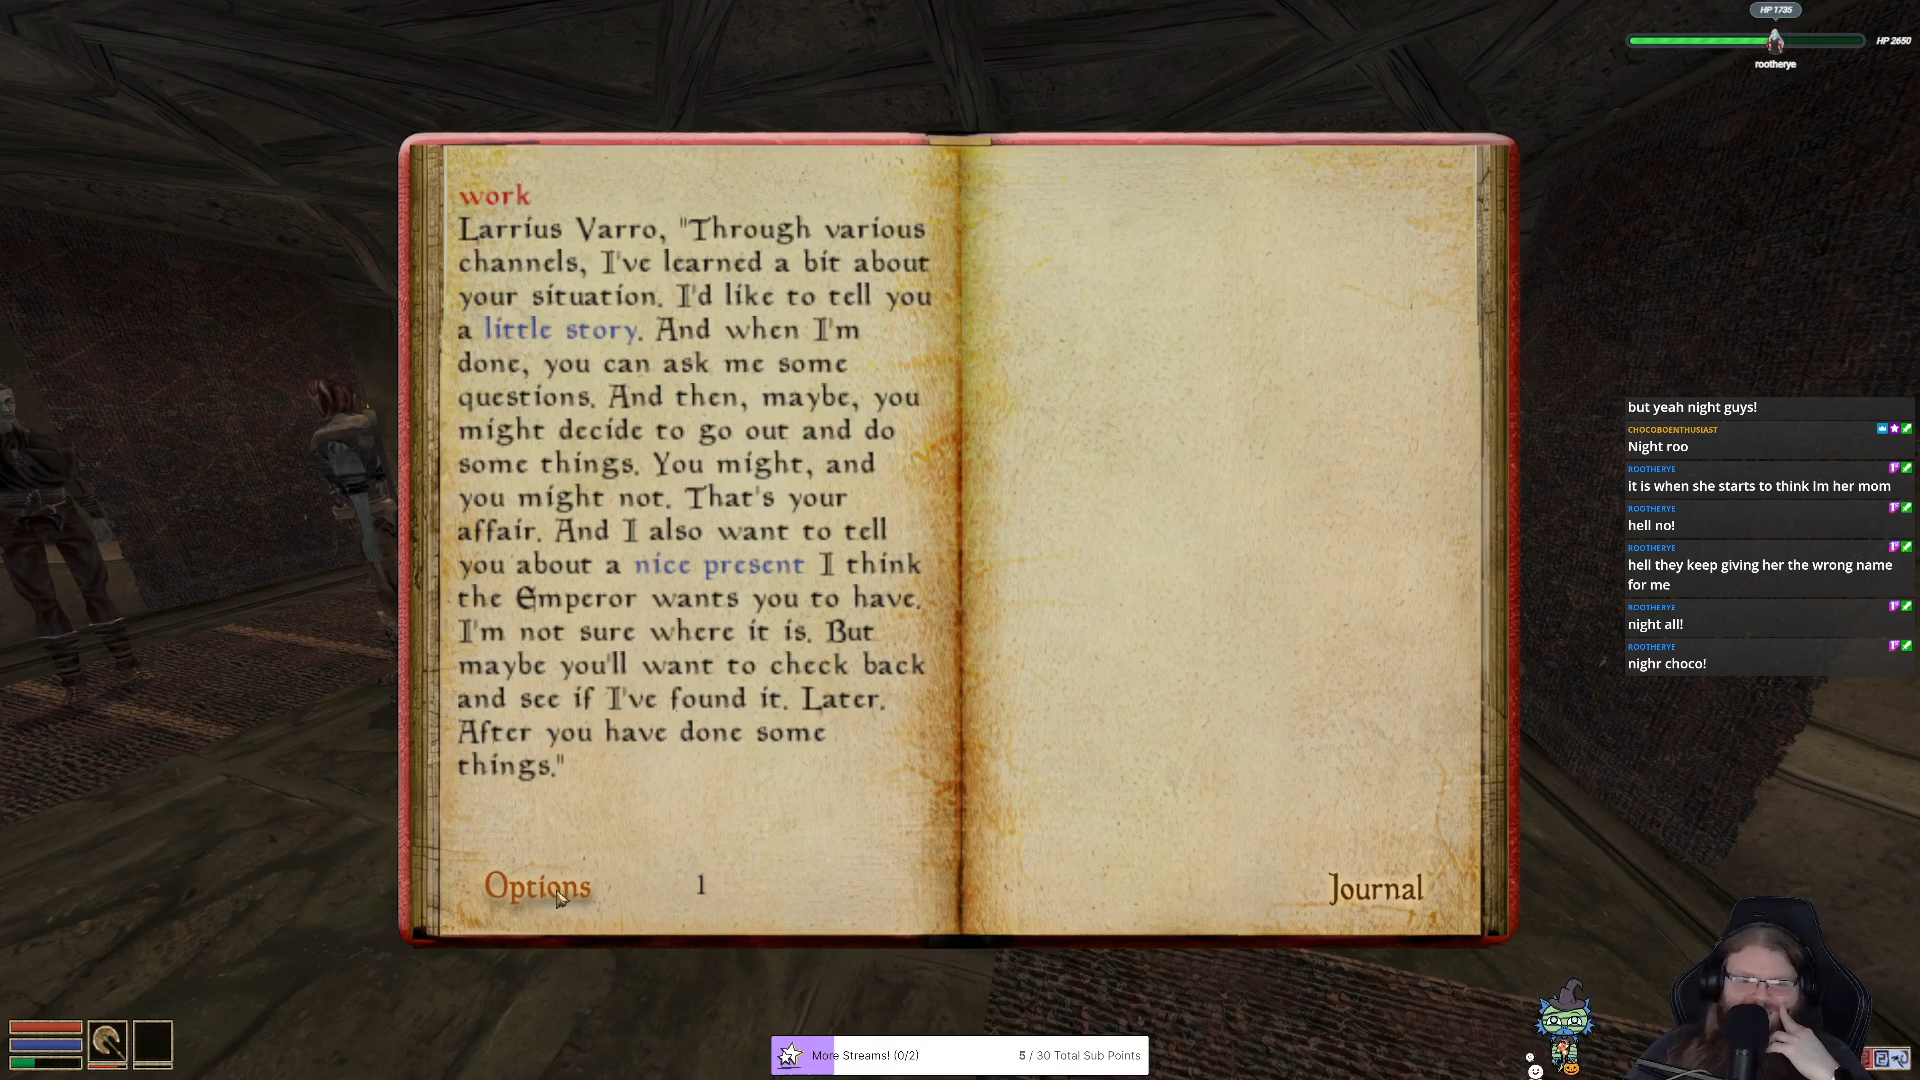 HP 1735
HP 2650
rootherye
work
Larrius Varro, "Through various
channels, I've learned a bit about
your situation. I'd like to tell you
a little story. And when I'm
done, you can ask me some
questions. And then, maybe, you
might decide to go out and do
some things. You might, and
you might not. That's your
affair. And I also want to tell
you about a nice present I think
the Emperor wants you to have.
I'm not sure where it is. But
maybe you'll want to check back
and see if I've found it. Later.
After you have done some
things."
Options
1
Journal
but yeah night guys!
CHOCOBOENTHUSIAST
Night roo
ROOTHERYE
it is when she starts to think Im her mom
ROOTHERYE
hell no!
ROOTHERYE
hell they keep giving her the wrong name
for me
ROOTHERYE
night all!
ROOTHERYE
nighr choco!
More Streams! (0/2)
5 / 30 Total Sub Points